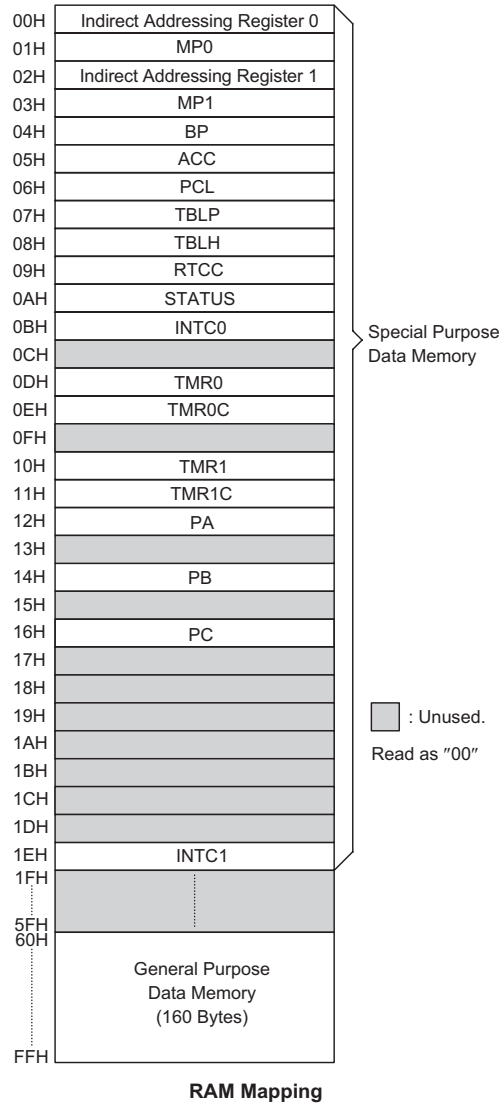 00H Indirect Addressing Register 0
01H MP0
02H Indirect Addressing Register 1
03H MP1
04H BP
05H ACC
06H PCL
07H TBLP
08H TBLH
09H RTCC
0AH STATUS
0BH INTC0
0CH
0DH TMR0
0EH TMR0C
0FH
10H TMR1
11H TMR1C
12H PA
13H
14H PB
15H
16H PC
17H
18H
19H
1AH
1BH
1CH
1DH
1EH INTC1
1FH
5FH
60H
General Purpose
Data Memory
(160 Bytes)
FFH
Special Purpose
Data Memory
: Unused.
Read as "00"
RAM Mapping